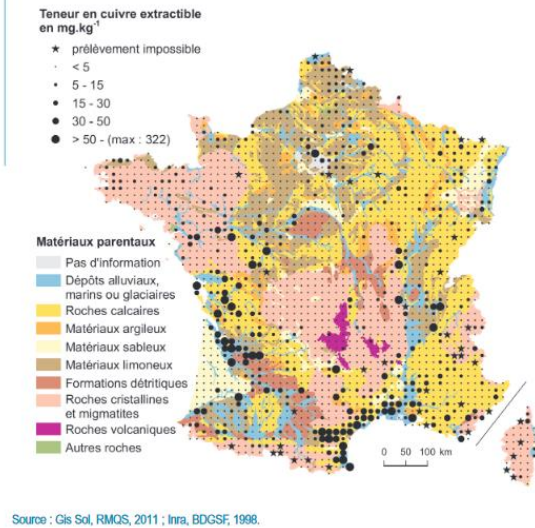 Teneur en cuivre extractible
en mg.kg⁻¹
prélèvement impossible
< 5
5 - 15
15 - 30
30 - 50
> 50 - (max : 322)
Matériaux parentaux
Pas d'information
Dépôts alluviaux,
marins ou glaciaires
Roches calcaires
Matériaux argileux
Matériaux sableux
Matériaux limoneux
Formations détritiques
Roches cristallines
et migmatites
Roches volcaniques
Autres roches
0 50 100 km
Source : Gis Sol, RMQS, 2011 ; Inra, BDGSF, 1998.